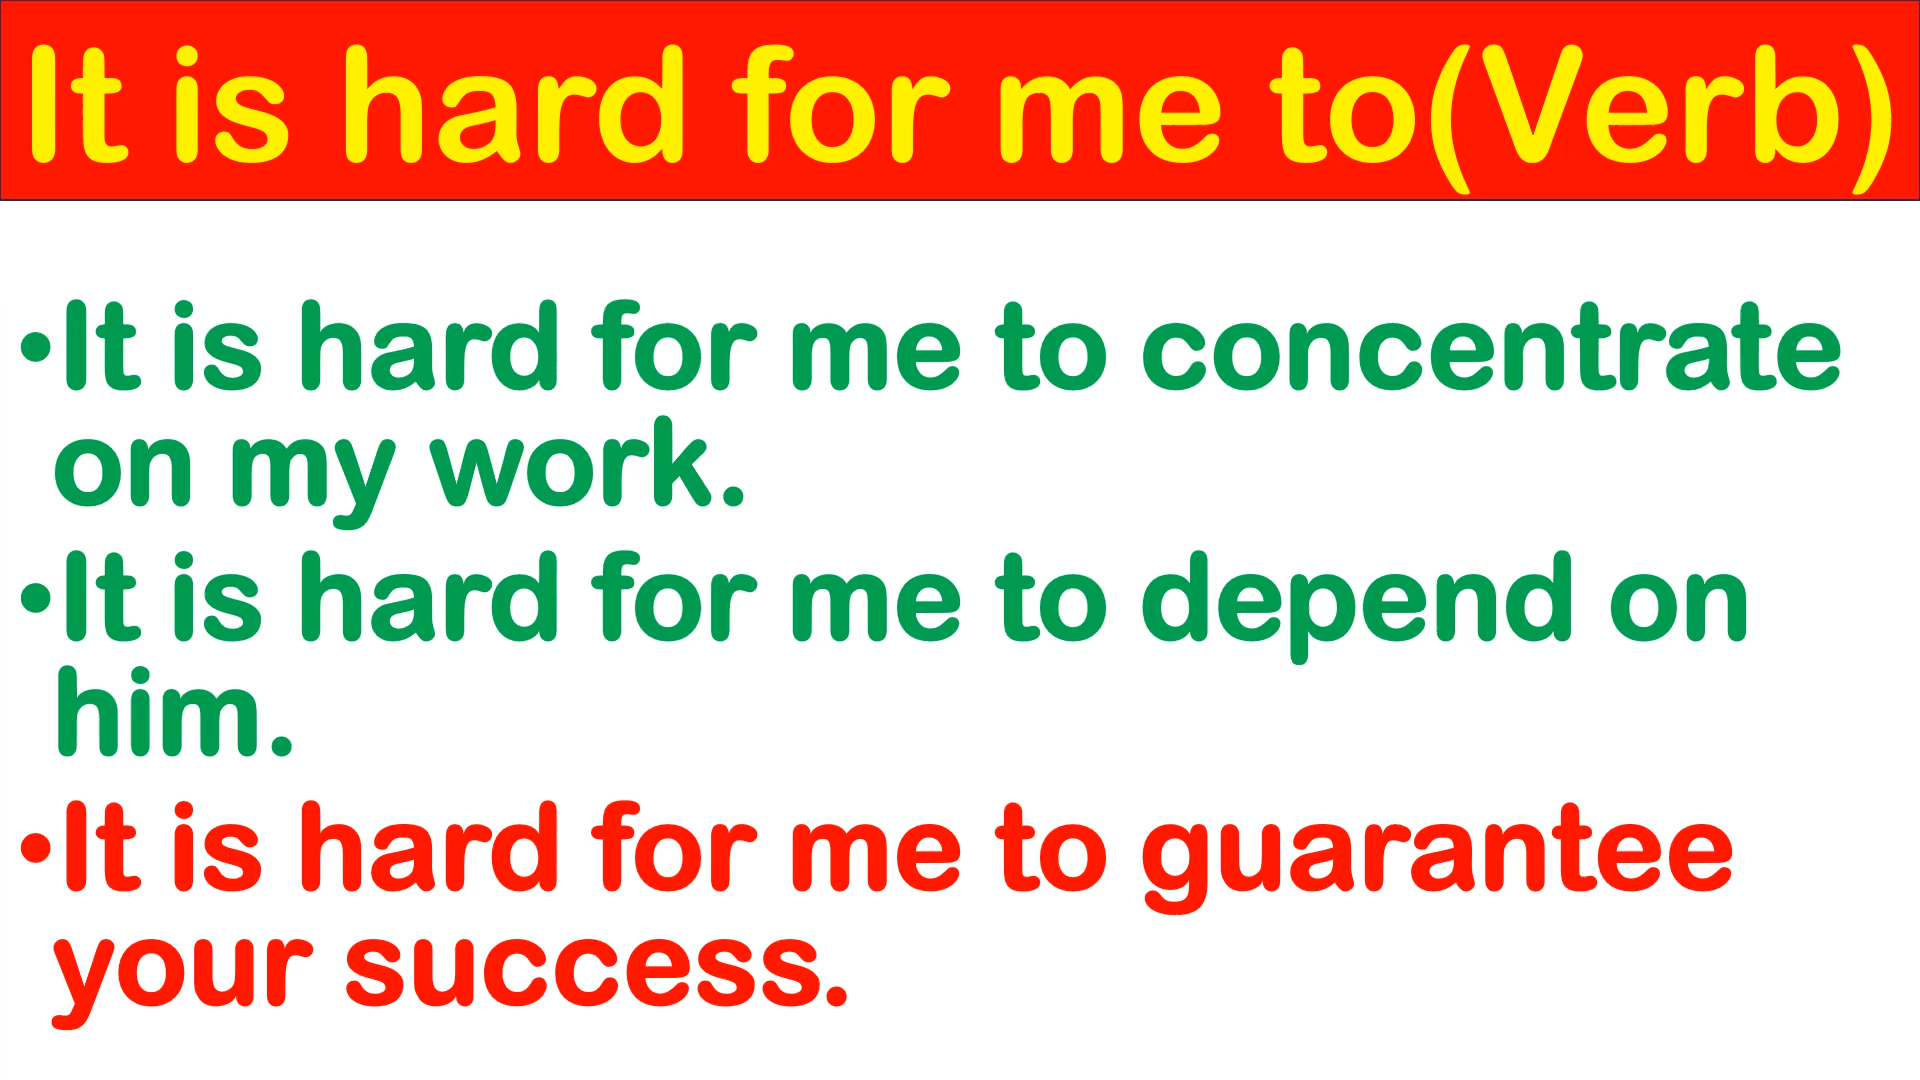 It is hard for me to(Verb)
•It is hard for me to concentrate
on my work.
•It is hard for me to depend on
him.
•It is hard for me to guarantee
your success.